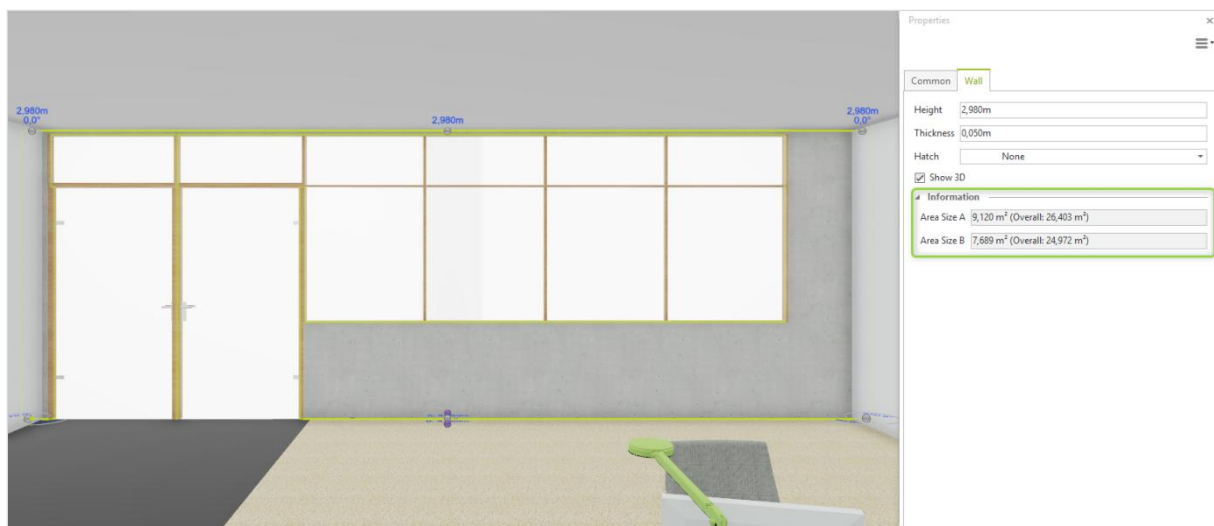 Properties
Common Wall
2,980m 2,980m
0,0° 2,980m 0,0°
Height 2,980m
Thickness 0,050m
Hatch None
Show 3D
Information
Area Size A 9,120 m² (Overall: 26,403 m²)
Area Size B 7,689 m² (Overall: 24,972 m²)